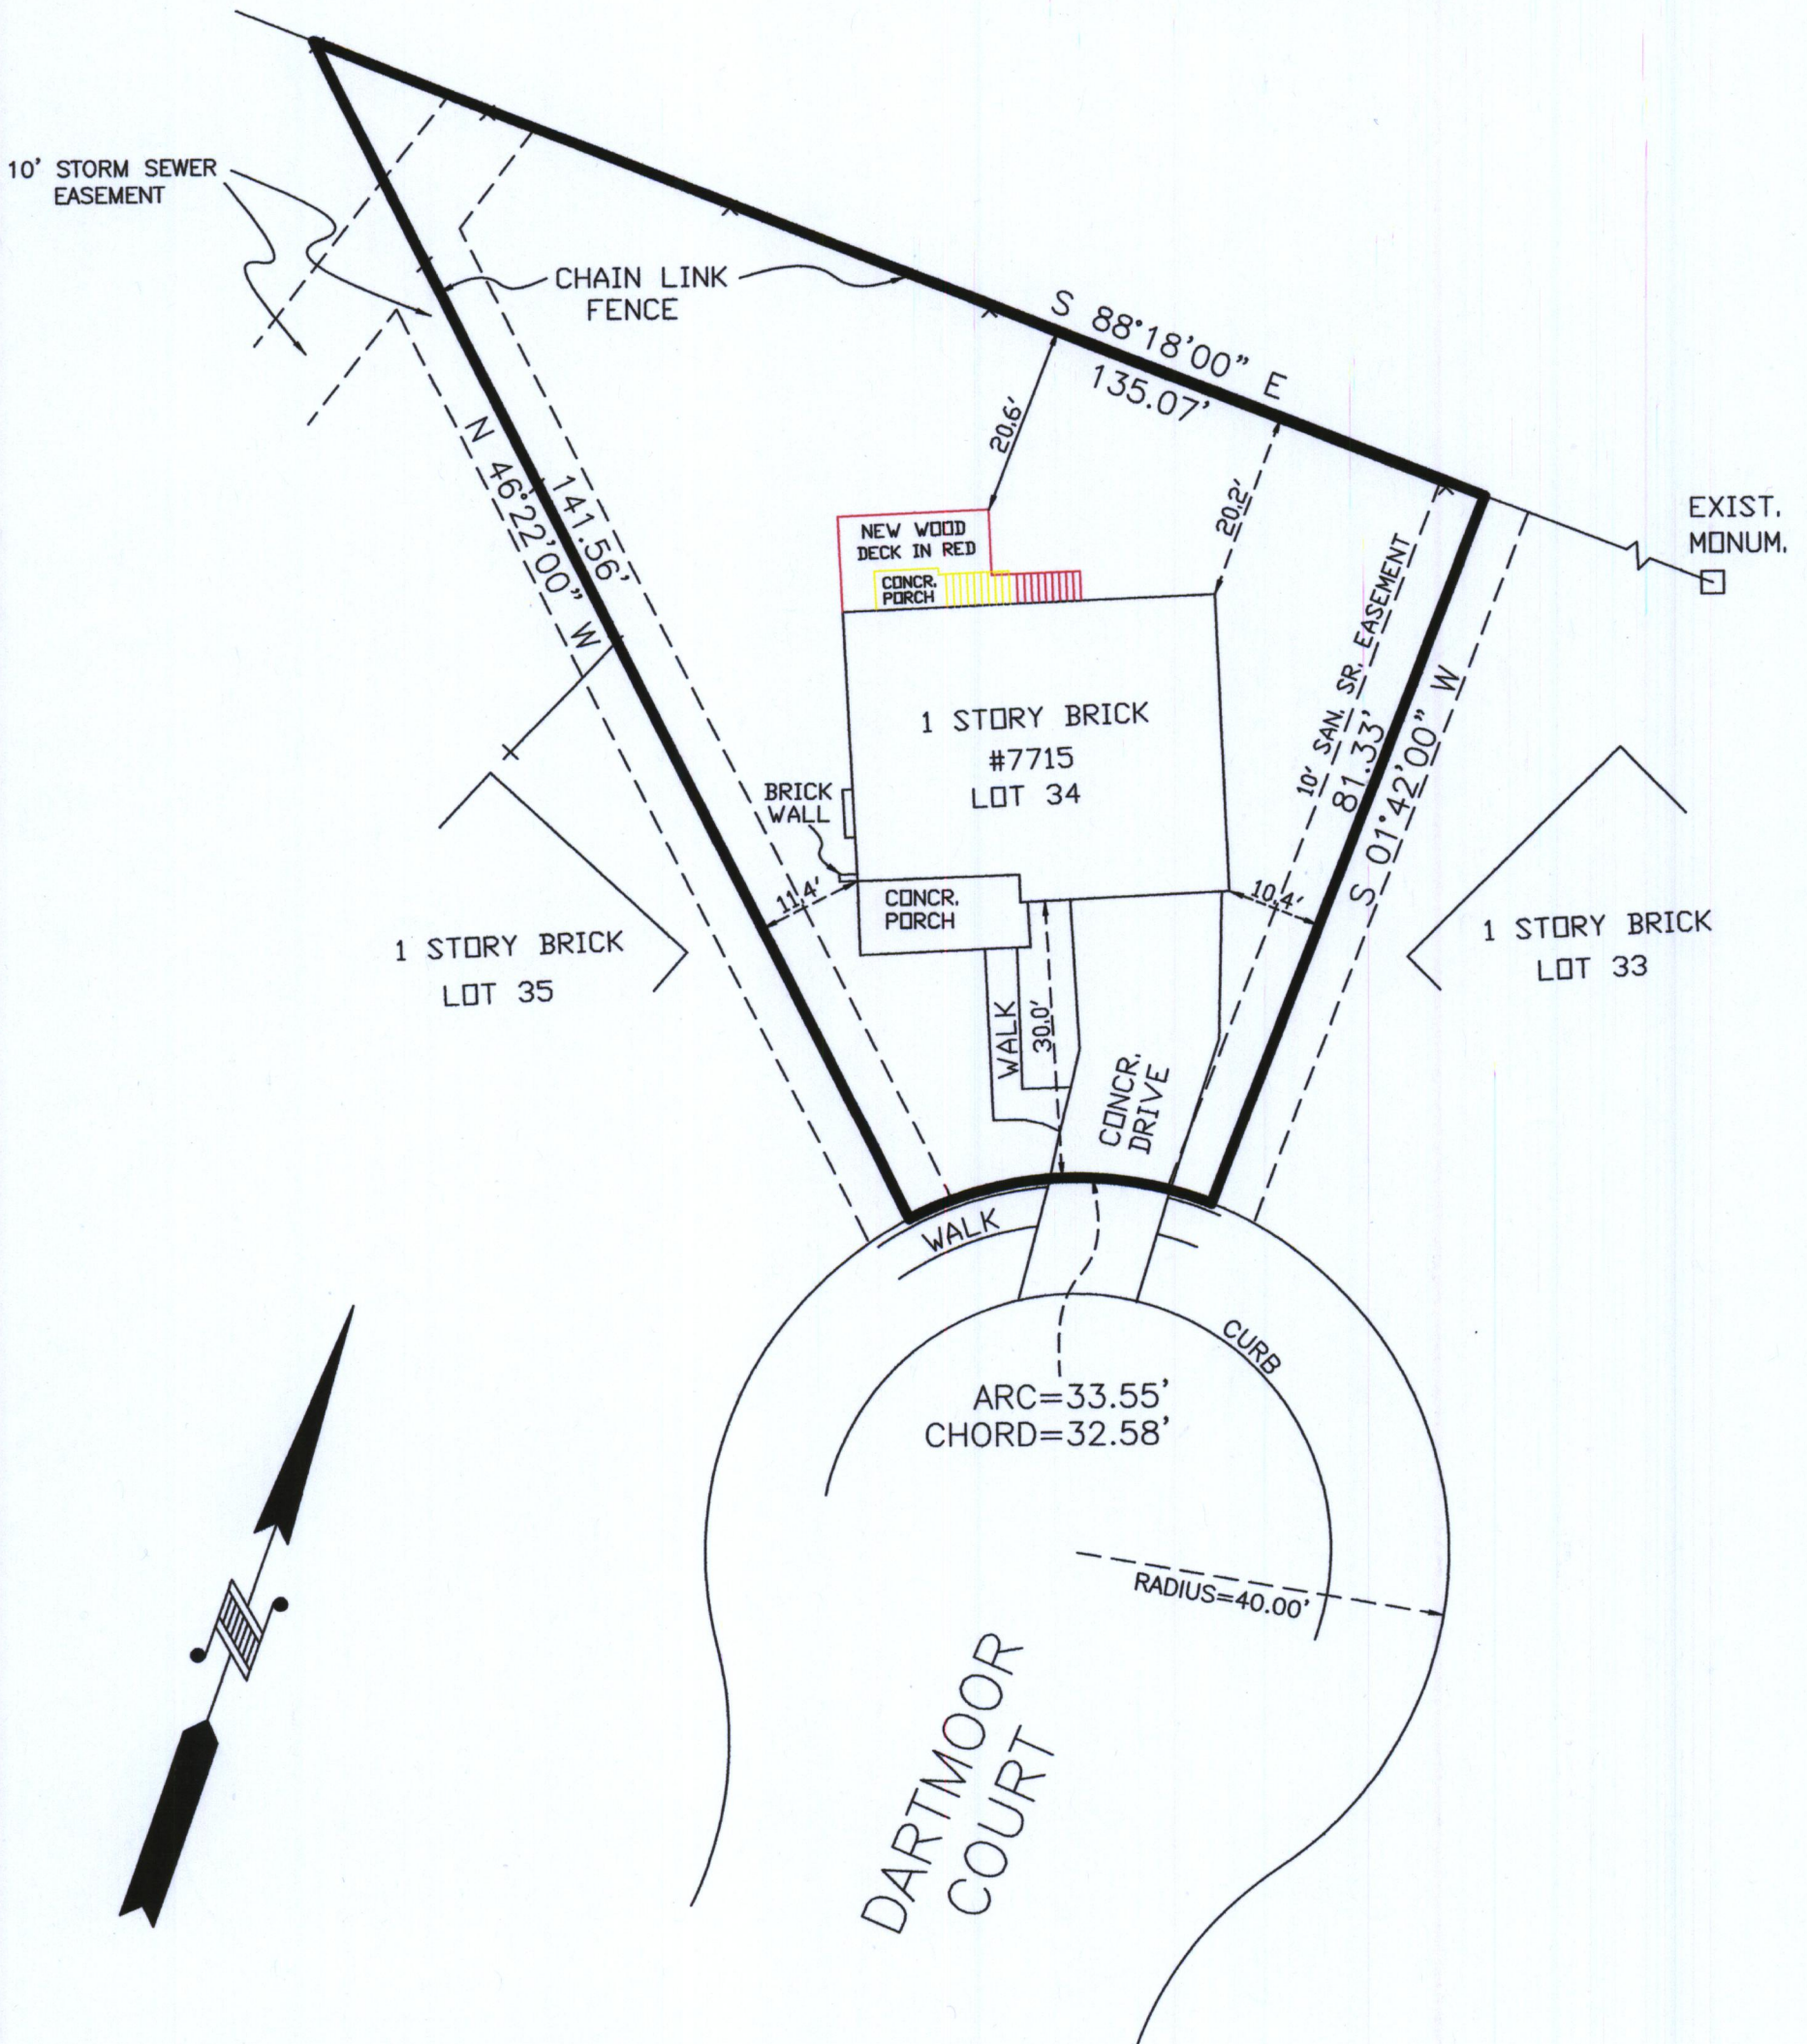 10' STORM SEWER
EASEMENT
CHAIN LINK
FENCE
S 88°18'00" E
135.07'
20.6'
20.2'
N 46°22'00" W
141.56'
EXIST.
MONUM.
NEW WOOD
DECK IN RED
CONCR.
PORCH
10' SAN. SR. EASEMENT
81.33'
S 01°42'00" W
1 STORY BRICK
#7715
LOT 34
BRICK
WALL
11.4'
CONCR.
PORCH
10.4'
1 STORY BRICK
LOT 35
1 STORY BRICK
LOT 33
WALK
30.0'
CONCR.
DRIVE
WALK
CURB
ARC=33.55'
CHORD=32.58'
RADIUS=40.00'
DARTMOOR
COURT